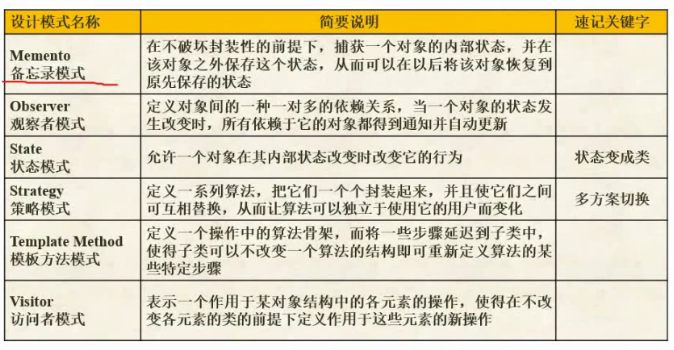 设计模式名称 简要说明 速记关键字
Memento
备忘录模式
在不破坏封装性的前提下，捕获一个对象的内部状态，并在
该对象之外保存这个状态，从而可以在以后将该对象恢复到
原先保存的状态
Observer
观察者模式
定义对象间的一种一对多的依赖关系，当一个对象的状态发
生改变时，所有依赖于它的对象都得到通知并自动更新
State
状态模式
允许一个对象在其内部状态改变时改变它的行为
状态变成类
Strategy
策略模式
定义一系列算法，把它们一个个封装起来，并且使它们之间
可互相替换，从而让算法可以独立于使用它的用户而变化
多方案切换
Template Method
模板方法模式
定义一个操作中的算法骨架，而将一些步骤延迟到子类中，
使得子类可以不改变一个算法的结构即可重新定义算法的某
些特定步骤
Visitor
访问者模式
表示一个作用于某对象结构中的各元素的操作，使得在不改
变各元素的类的前提下定义作用于这些元素的新操作